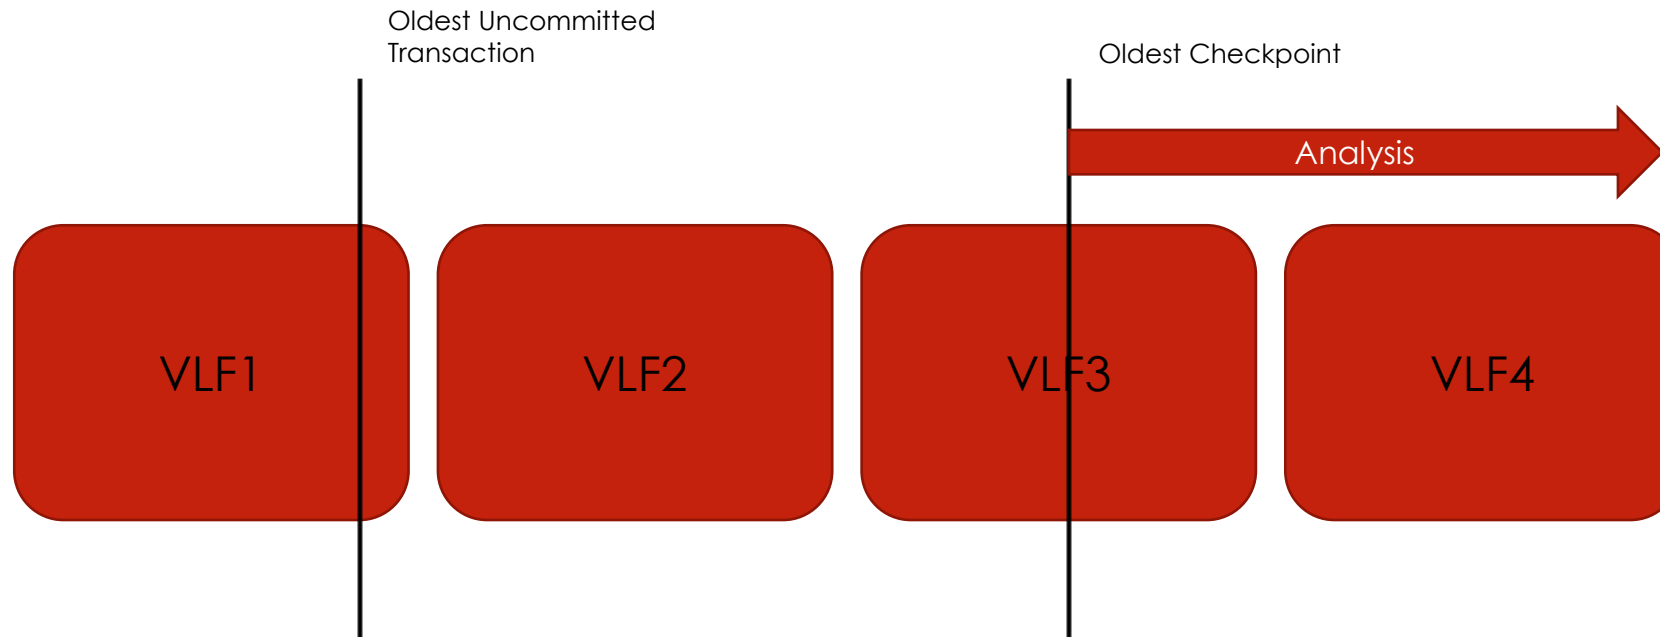 Oldest Uncommitted
Transaction
Oldest Checkpoint
Analysis
VLF1
VLF2
VLF3
VLF4